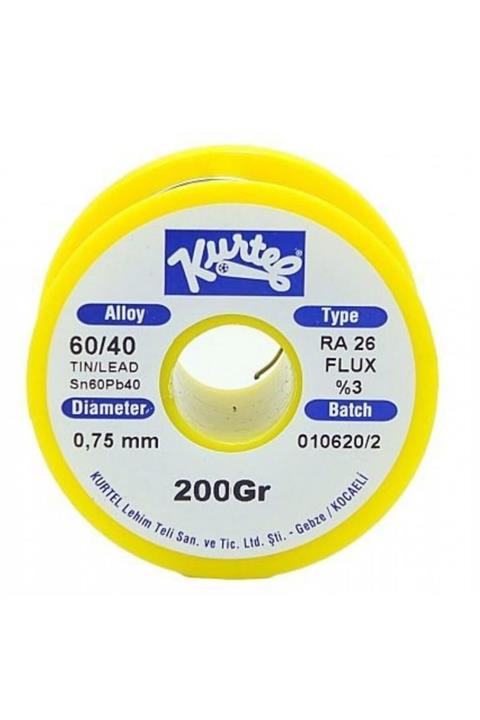 Kurtel ®
Alloy
60/40
TIN/LEAD
Sn60Pb40
Diameter
0,75 mm
Type
RA 26
FLUX
%3
Batch
010620/2
200Gr
KURTEL Lehim Teli San. ve Tic. Ltd. Şti. - Gebze / KOCAELİ